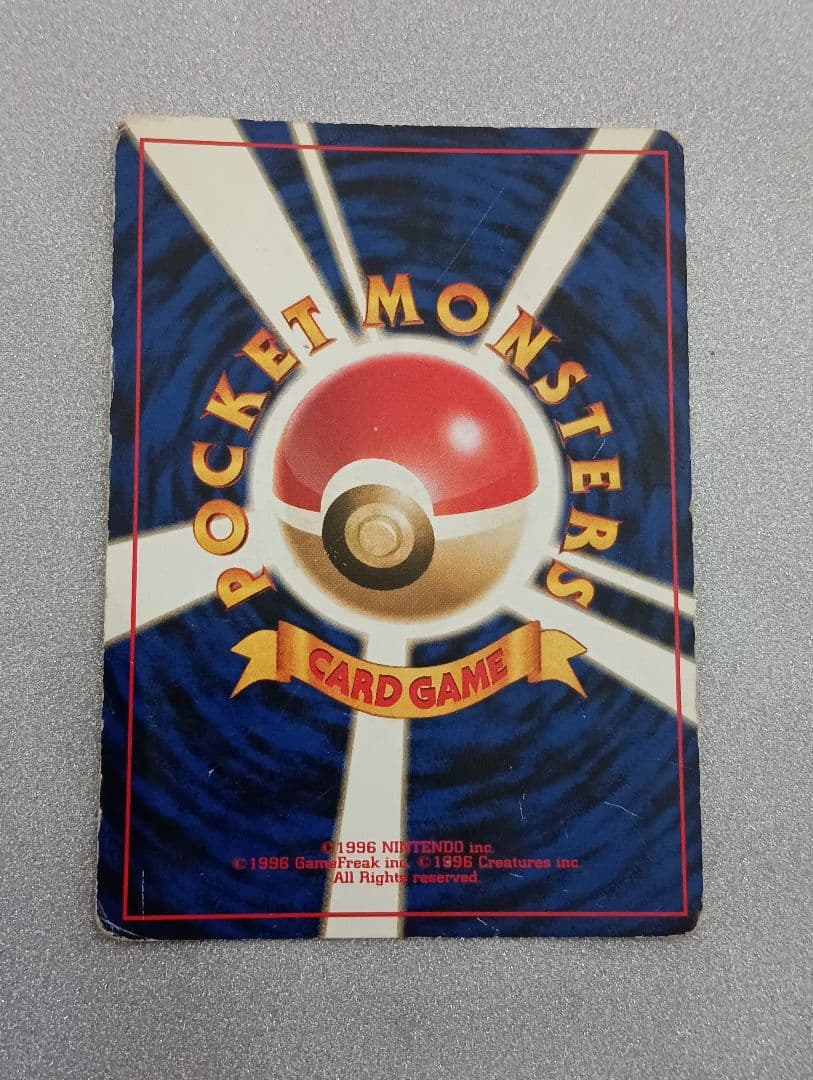 POCKET MONSTERS
CARD GAME
©1996 NINTENDO inc.
©1996 GameFreak inc. ©1996 Creatures inc.
All Rights reserved.